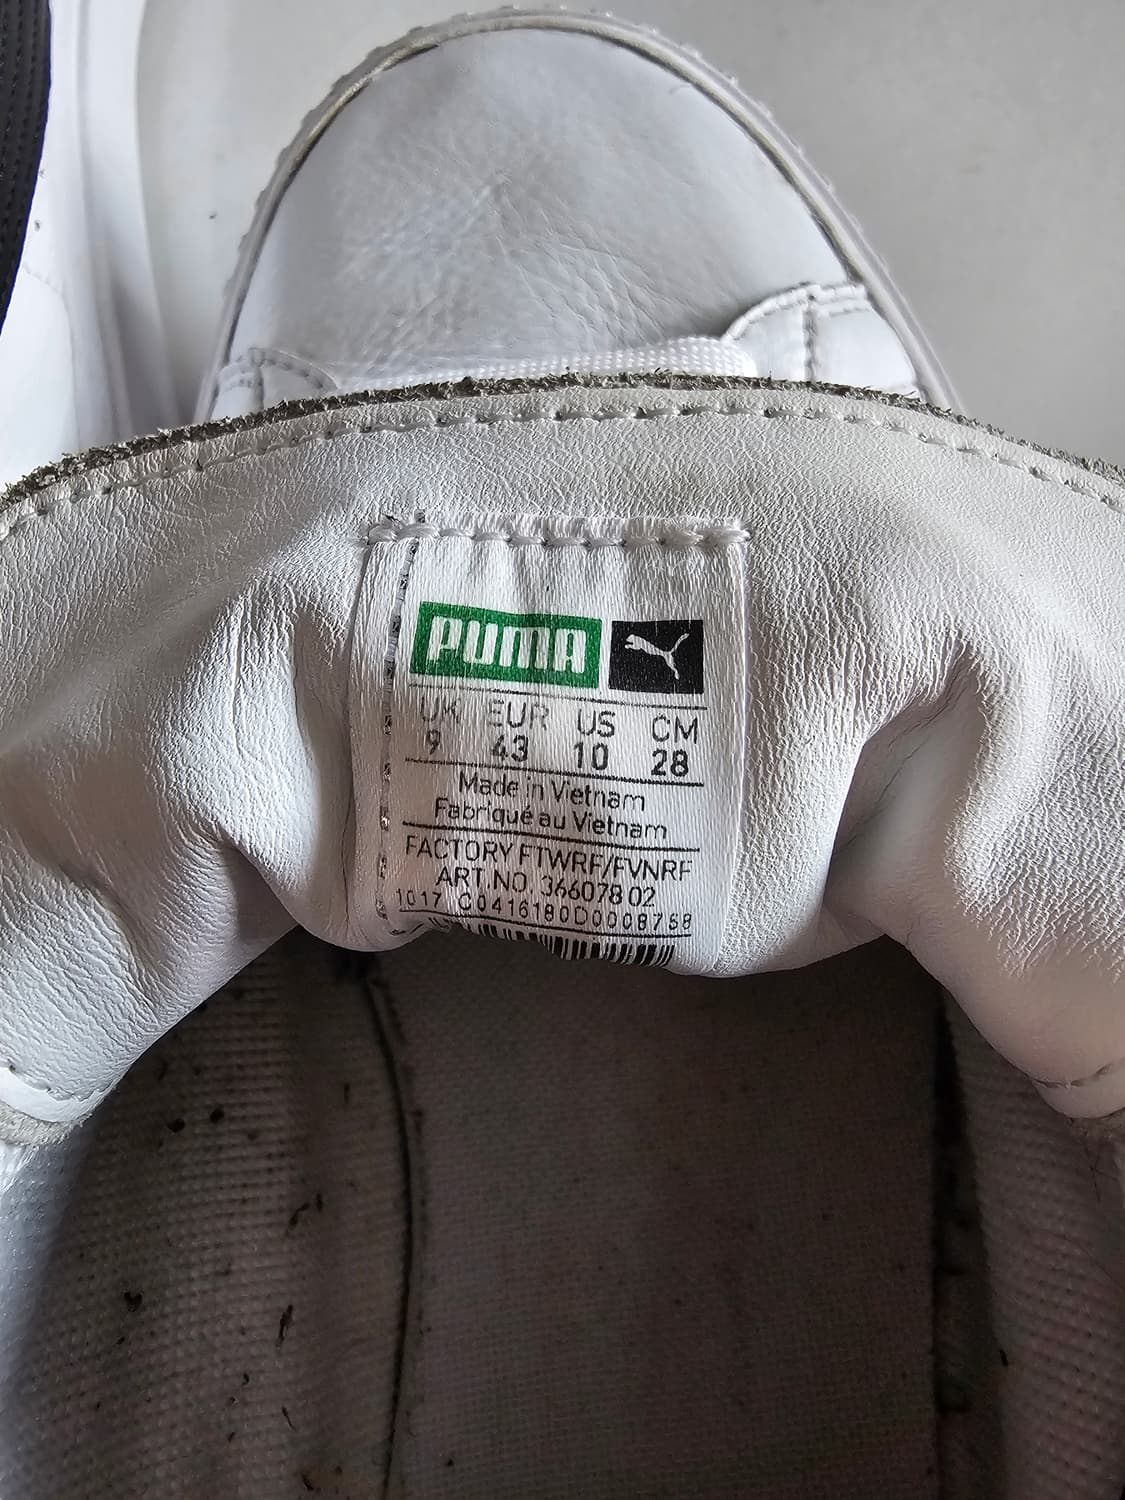 PUMA
UK EUR US CM
9 43 10 28
Made in Vietnam
Fabriqué au Vietnam
FACTORY FTWRF/FVNRF
ART.NO. 366078 02
1017 C0416180D0008768